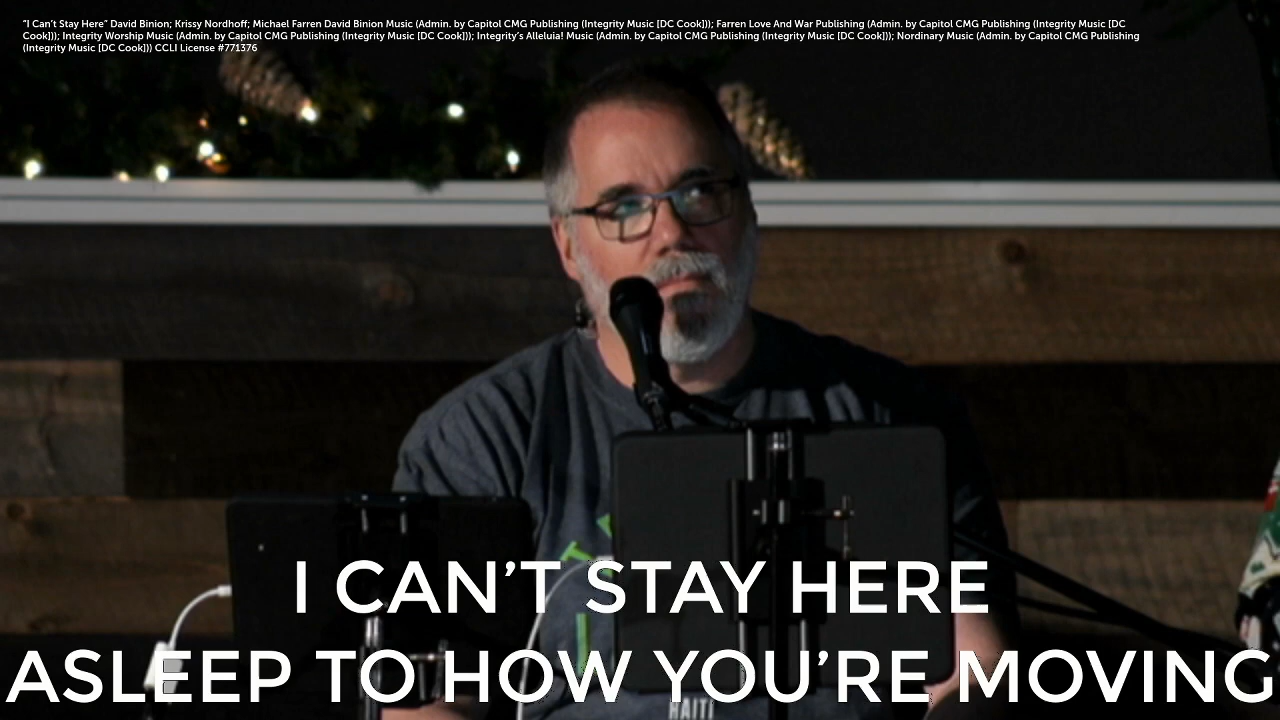 “I Can’t Stay Here” David Binion; Krissy Nordhoff; Michael Farren David Binion Music (Admin. by Capitol CMG Publishing (Integrity Music [DC Cook])); Farren Love And War Publishing (Admin. by Capitol CMG Publishing (Integrity Music [DC
Cook])); Integrity Worship Music (Admin. by Capitol CMG Publishing (Integrity Music [DC Cook])); Integrity’s Alleluia! Music (Admin. by Capitol CMG Publishing (Integrity Music [DC Cook])); Nordinary Music (Admin. by Capitol CMG Publishing
(Integrity Music [DC Cook])) CCLI License #771376
I CAN’T STAY HERE
ASLEEP TO HOW YOU’RE MOVING
HAITI